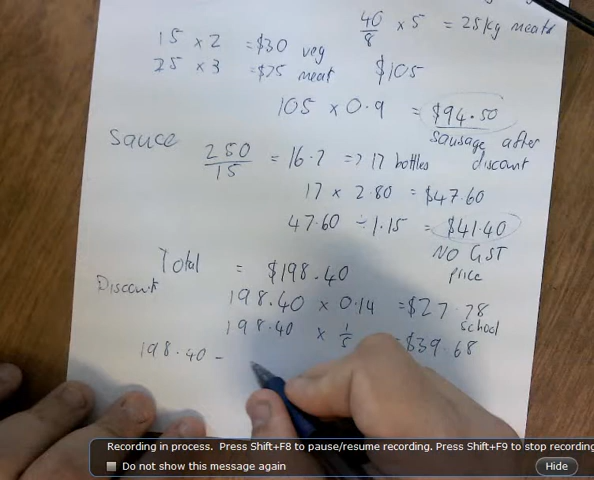 40/8 × 5 = 25kg meat
15 × 2 = $30 veg
25 × 3 = $75 meat $105
105 × 0.9 = $94.50
Sauce
Sausage after discount
250/15 = 16.7 => 17 bottles
17 × 2.80 = $47.60
47.60 ÷ 1.15 = $41.40
NO GST price
Total = $198.40
Discount
198.40 × 0.14 = $27.78
School
198.40 × 1/5 = $39.68
198.40 -
Recording in process. Press Shift+F8 to pause/resume recording. Press Shift+F9 to stop recording
Do not show this message again
Hide